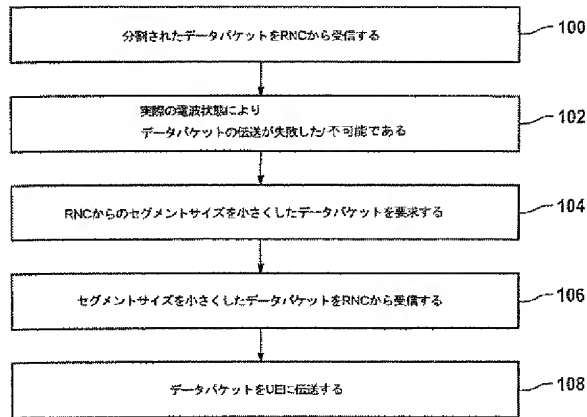 分割されたデータパケットをRNCから受信する
100
実際の電波状態により
データパケットの伝送が失敗した/不可能である
102
RNCからのセグメントサイズを小さくしたデータパケットを要求する
104
セグメントサイズを小さくしたデータパケットをRNCから受信する
106
データパケットをUEに伝送する
108